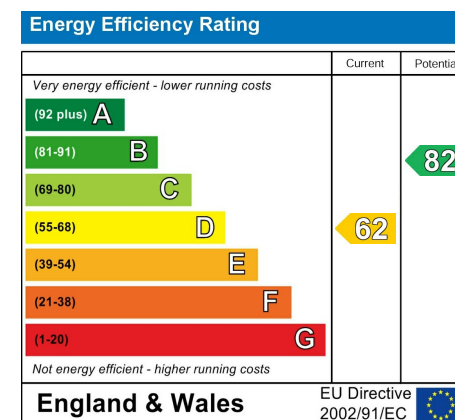 Energy Efficiency Rating
Current Potentia
Very energy efficient - lower running costs
(92 plus) A
(81-91) B
82
(69-80) C
(55-68) D
62
(39-54) E
(21-38) F
(1-20) G
Not energy efficient - higher running costs
England & Wales
EU Directive
2002/91/EC